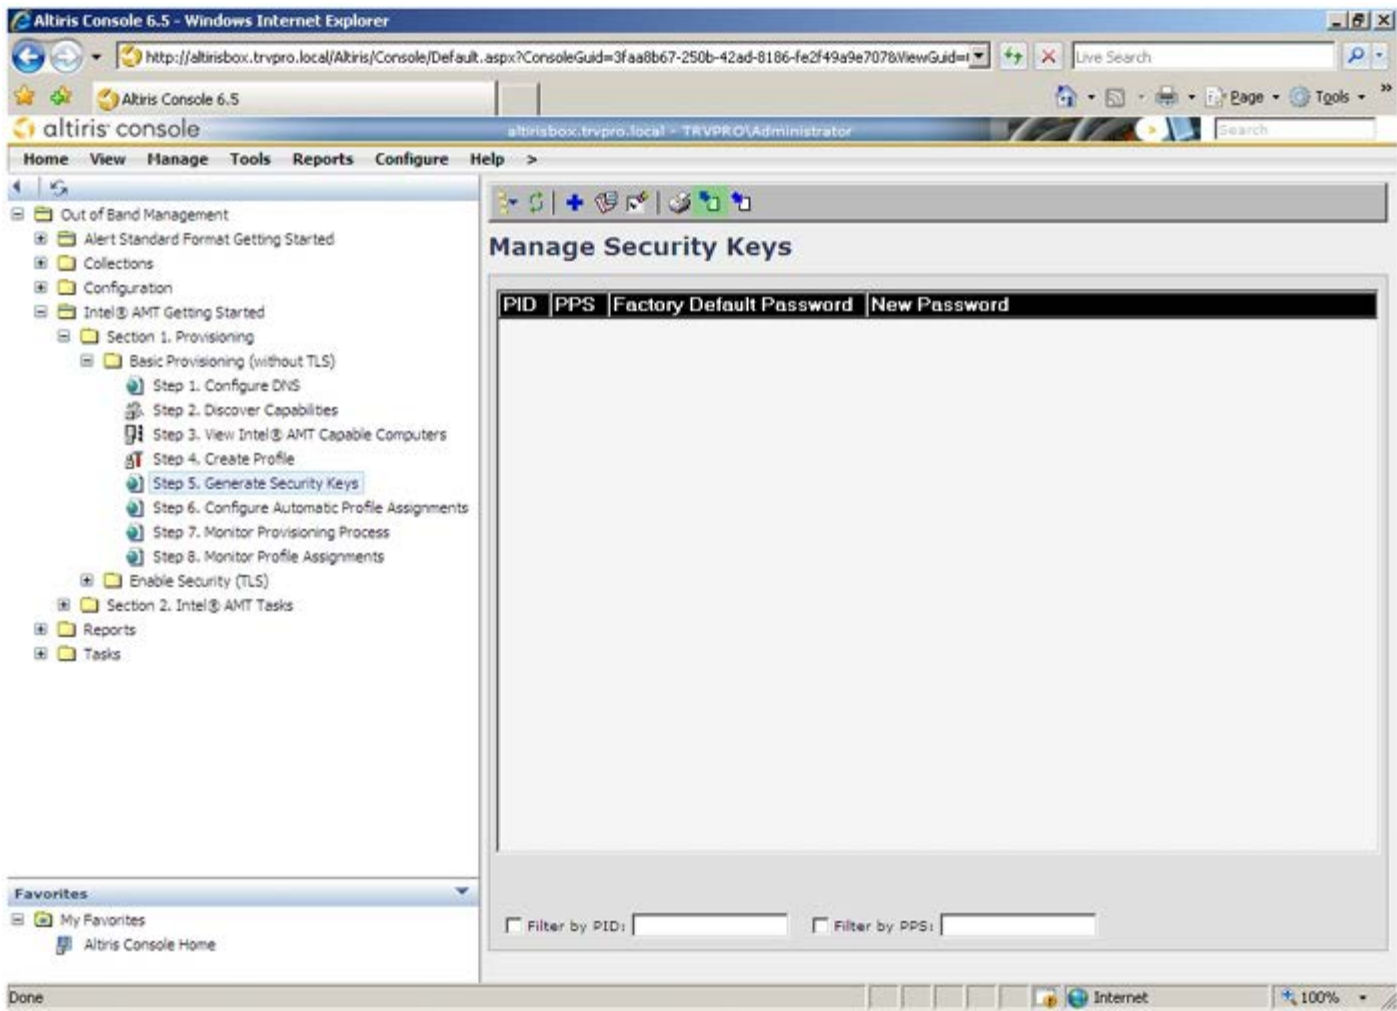 Altiris Console 6.5 - Windows Internet Explorer
http://altirisbox.trvpro.local/Altiris/Console/Default.aspx?ConsoleGuid=3faa8b67-250b-42ad-8186-fe2f49a9e707&ViewGuid=
Live Search
Altiris Console 6.5
Page
Tools
altiris console
altirisbox.trvpro.local - TRVPRO\Administrator
Search
Home View Manage Tools Reports Configure Help >
Out of Band Management
Alert Standard Format Getting Started
Collections
Configuration
Intel® AMT Getting Started
Section 1. Provisioning
Basic Provisioning (without TLS)
Step 1. Configure DNS
Step 2. Discover Capabilities
Step 3. View Intel® AMT Capable Computers
Step 4. Create Profile
Step 5. Generate Security Keys
Step 6. Configure Automatic Profile Assignments
Step 7. Monitor Provisioning Process
Step 8. Monitor Profile Assignments
Enable Security (TLS)
Section 2. Intel® AMT Tasks
Reports
Tasks
Favorites
My Favorites
Altiris Console Home
Manage Security Keys
PID PPS Factory Default Password New Password
Filter by PID:
Filter by PPS:
Done
Internet
100%